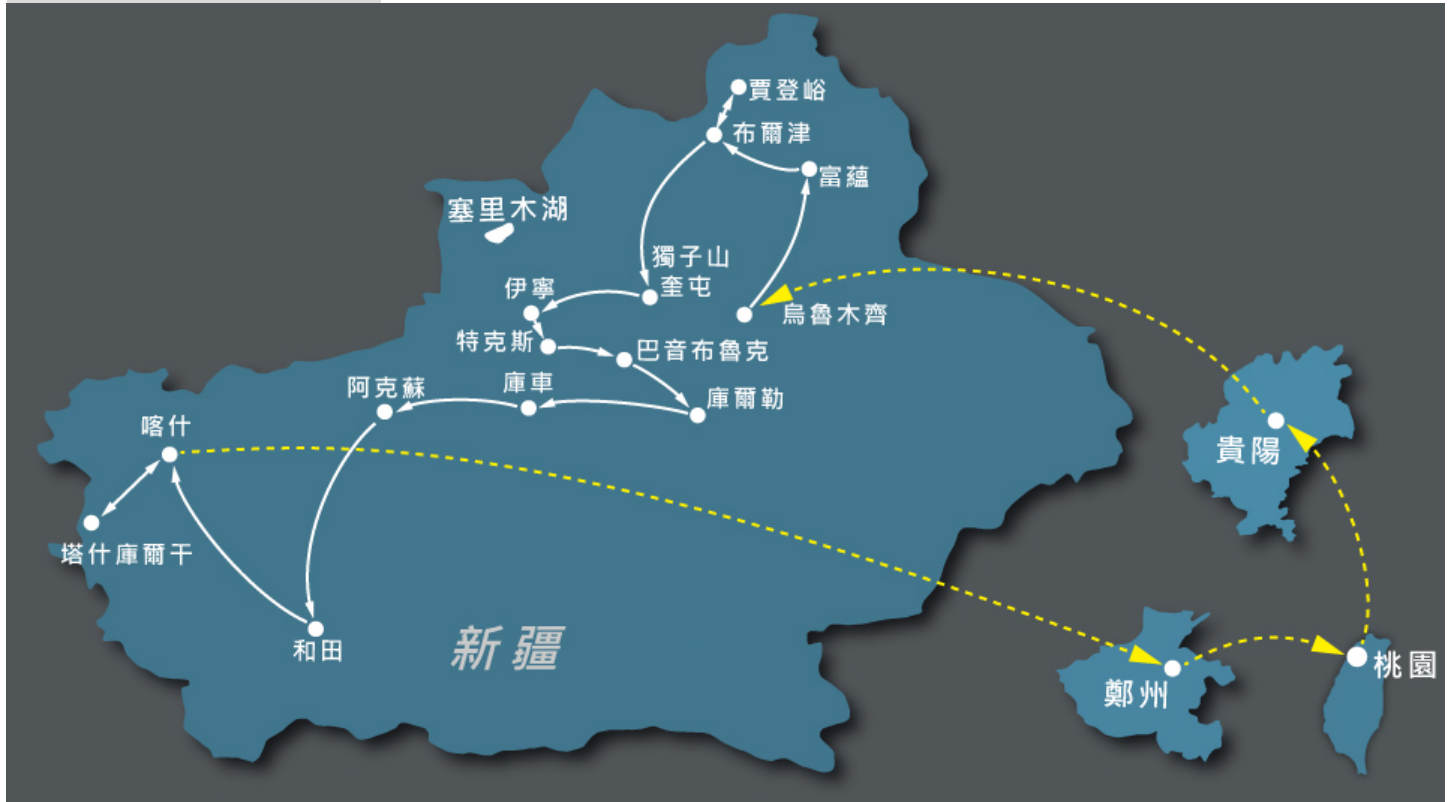 賈登峪
布爾津
富蘊
塞里木湖
獨子山
奎屯
伊寧
烏魯木齊
特克斯
巴音布魯克
阿克蘇
庫車
庫爾勒
喀什
貴陽
塔什庫爾干
和田
新疆
鄭州
桃園